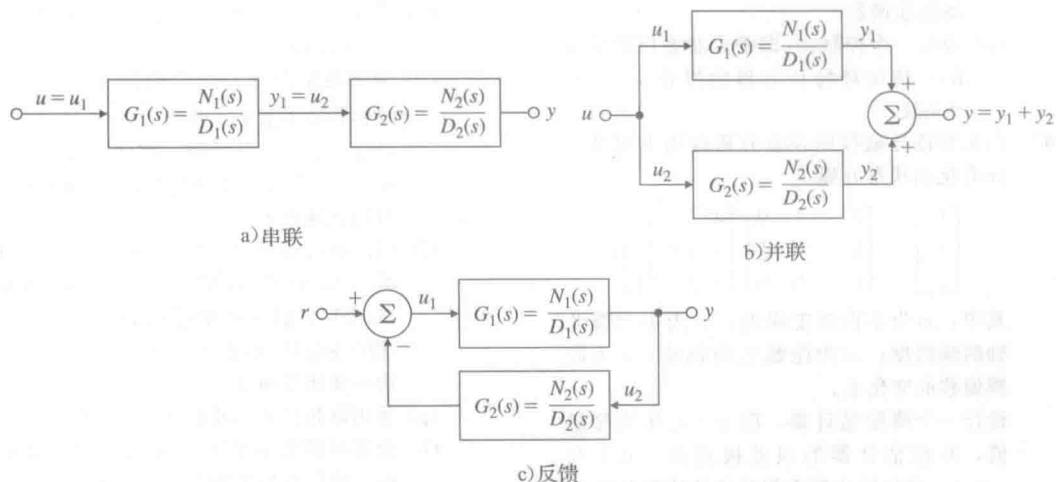 u = u₁
G₁(s) = N₁(s)/D₁(s)
y₁ = u₂
G₂(s) = N₂(s)/D₂(s)
y
a)串联
u
u₁
G₁(s) = N₁(s)/D₁(s)
y₁
+
Σ
y = y₁ + y₂
+
u₂
G₂(s) = N₂(s)/D₂(s)
y₂
b)并联
r
+
Σ
−
u₁
G₁(s) = N₁(s)/D₁(s)
y
G₂(s) = N₂(s)/D₂(s)
u₂
c)反馈